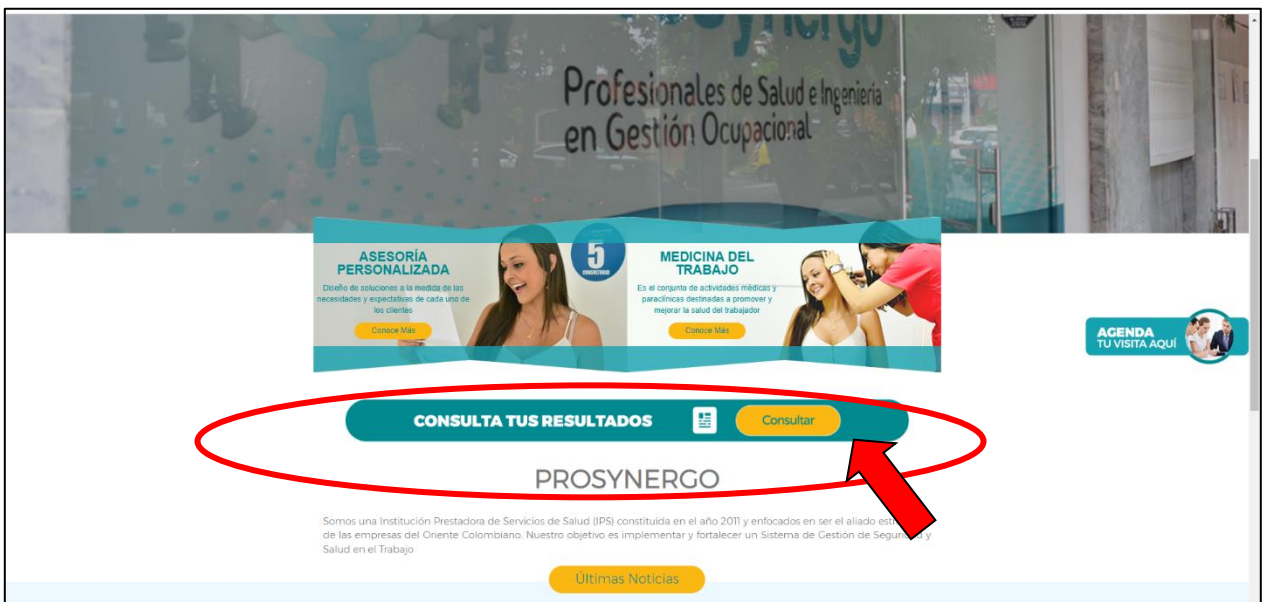 Synergo
Profesionales de Salud e Ingeniería
en Gestión Ocupacional
ASESORÍA
PERSONALIZADA
Diseño de soluciones a la medida de las
necesidades y expectativas de cada uno de
los clientes
Conoce Más
5
CONSULTORIO
MEDICINA DEL
TRABAJO
Es el conjunto de actividades médicas y
paraclínicas destinadas a promover y
mejorar la salud del trabajador
Conoce Más
AGENDA
TU VISITA AQUÍ
CONSULTA TUS RESULTADOS
Consultar
PROSYNERGO
Somos una Institución Prestadora de Servicios de Salud (IPS) constituida en el año 2011 y enfocados en ser el aliado
de las empresas del Oriente Colombiano. Nuestro objetivo es implementar y fortalecer un Sistema de Gestión de Seguridad y
Salud en el Trabajo
Últimas Noticias